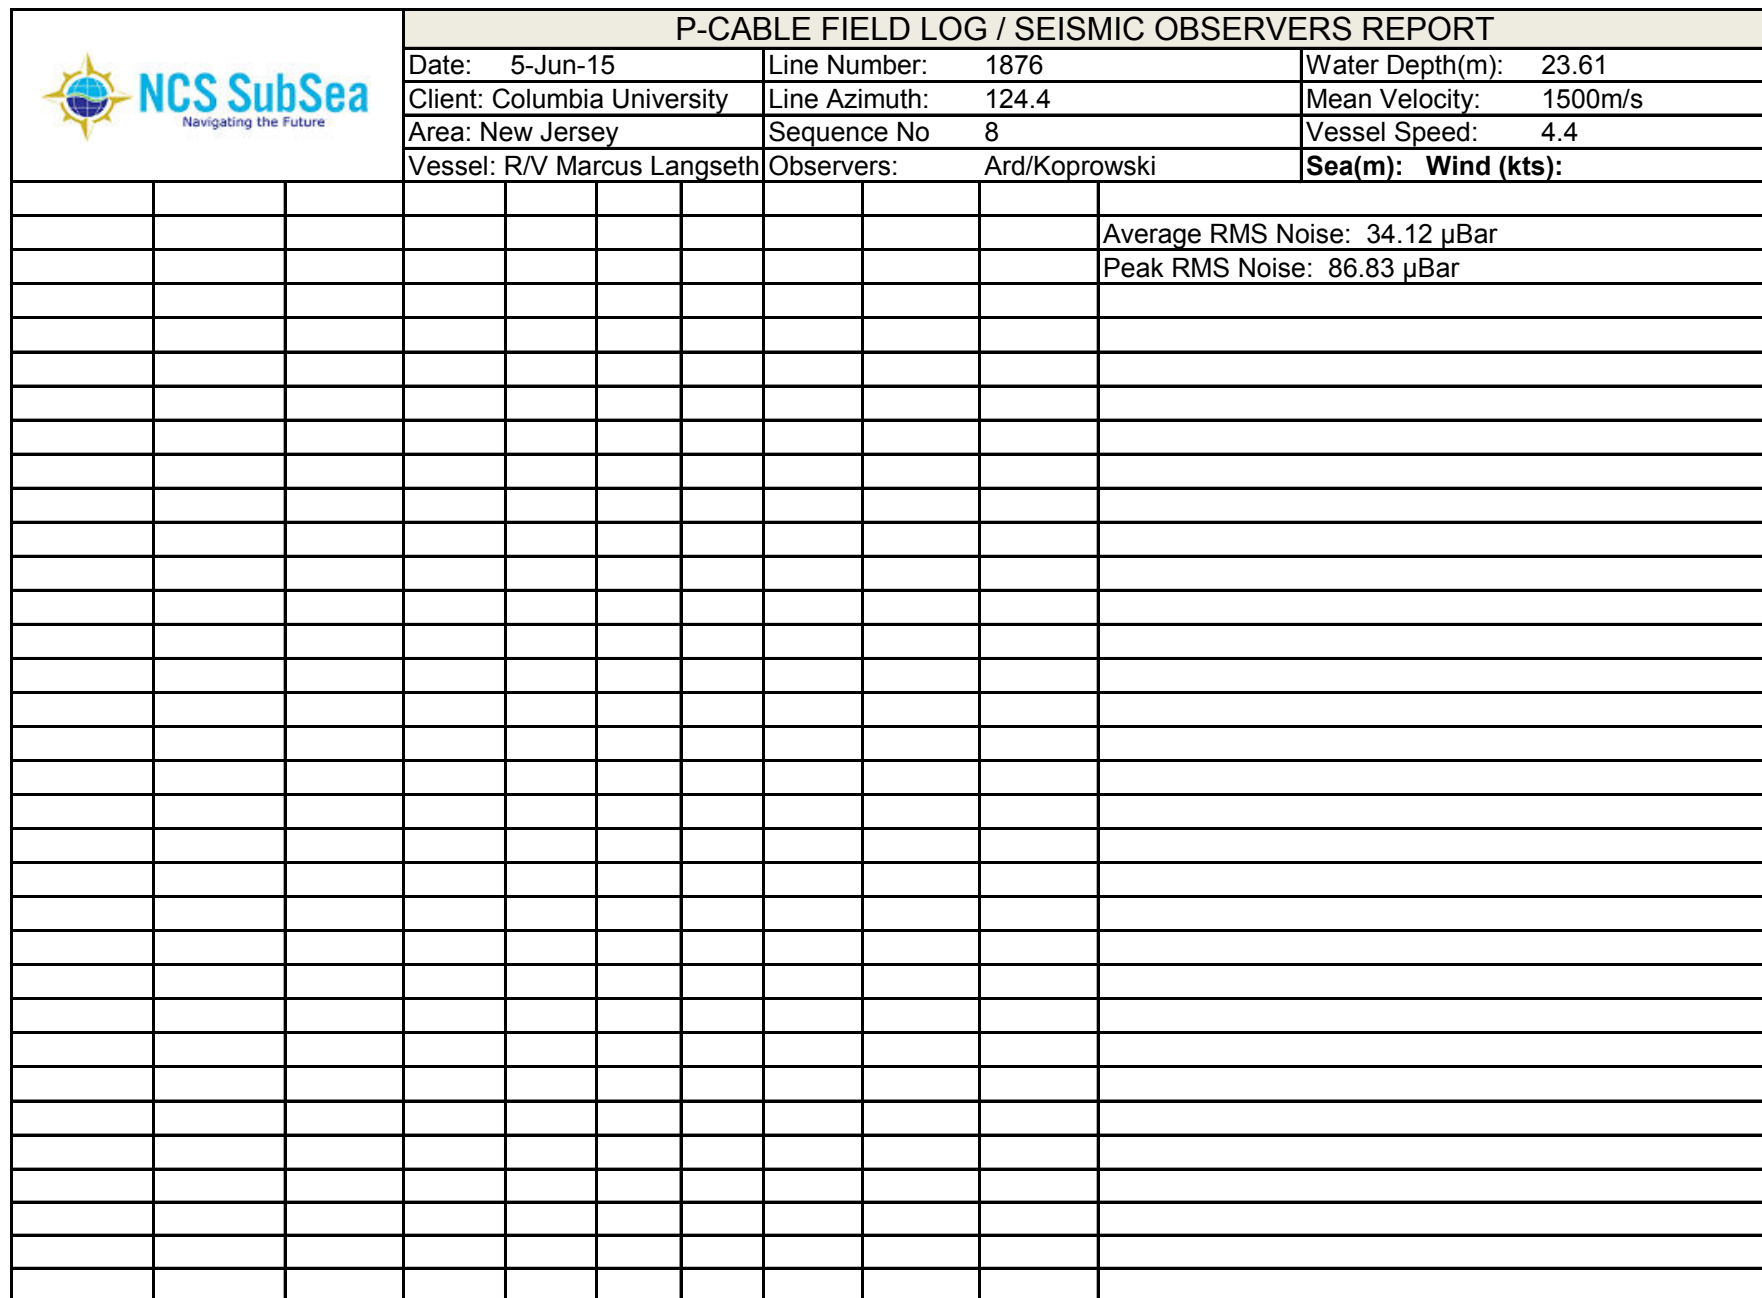 P-CABLE FIELD LOG / SEISMIC OBSERVERS REPORT
NCS SubSea
Navigating the Future
Date: 5-Jun-15 Line Number: 1876 Water Depth(m): 23.61
Client: Columbia University Line Azimuth: 124.4 Mean Velocity: 1500m/s
Area: New Jersey Sequence No 8 Vessel Speed: 4.4
Vessel: R/V Marcus Langseth Observers: Ard/Koprowski Sea(m): Wind (kts):
Average RMS Noise: 34.12 µBar
Peak RMS Noise: 86.83 µBar